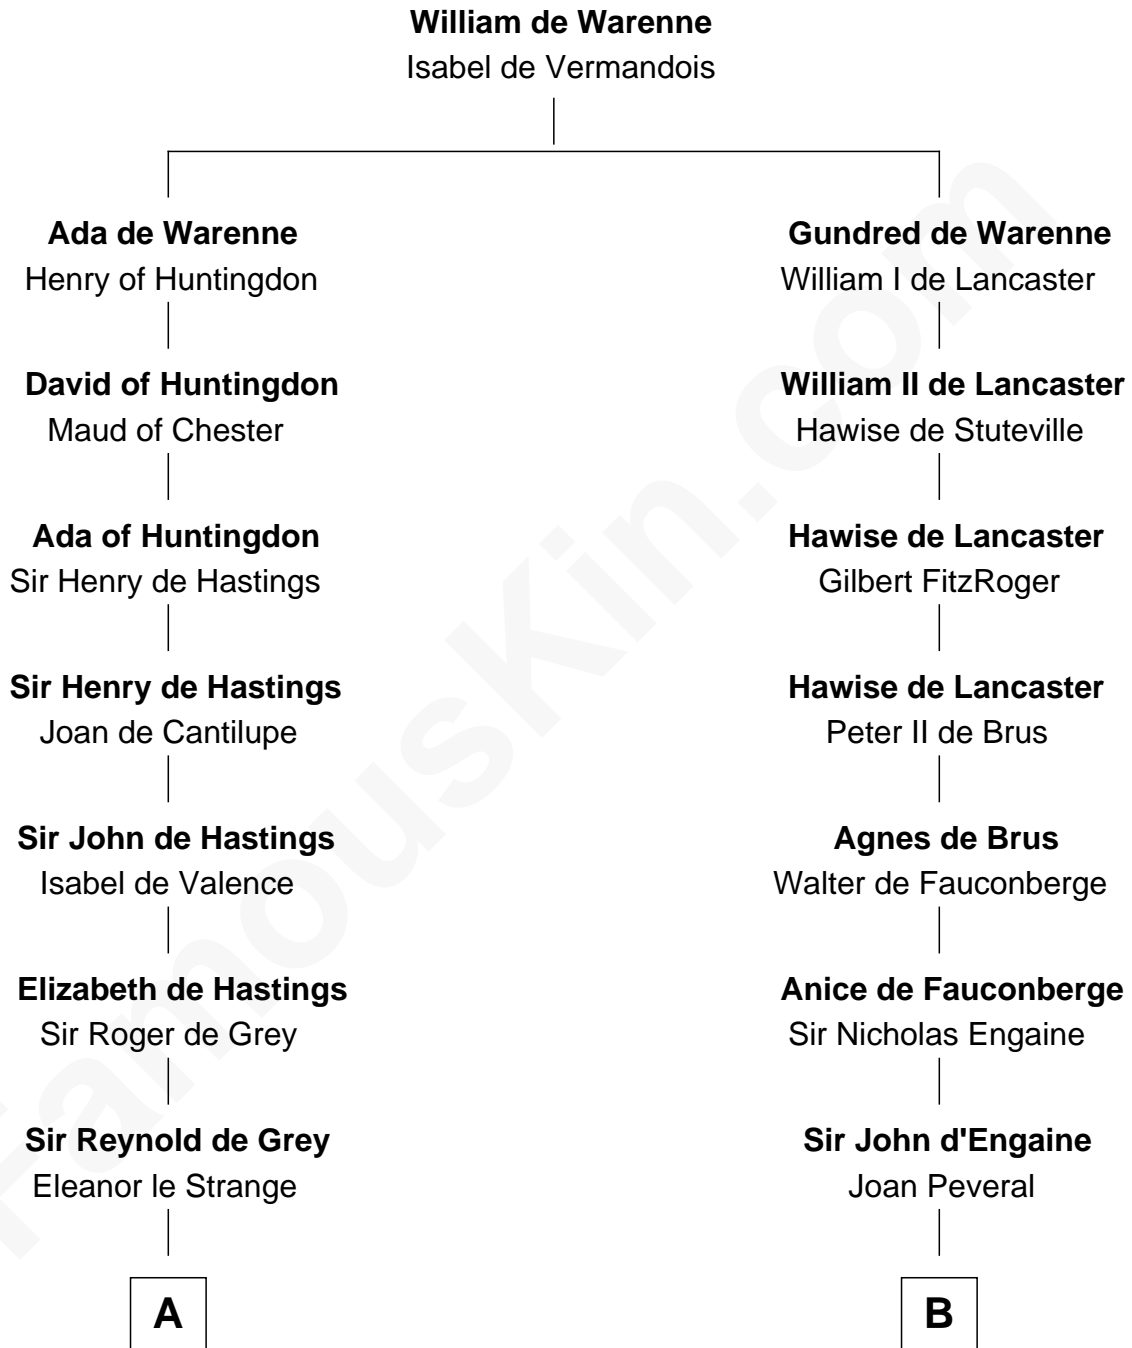 William de Warenne
Isabel de Vermandois
Ada de Warenne
Henry of Huntingdon
David of Huntingdon
Maud of Chester
Ada of Huntingdon
Sir Henry de Hastings
Sir Henry de Hastings
Joan de Cantilupe
Sir John de Hastings
Isabel de Valence
Elizabeth de Hastings
Sir Roger de Grey
Sir Reynold de Grey
Eleanor le Strange
A
Gundred de Warenne
William I de Lancaster
William II de Lancaster
Hawise de Stuteville
Hawise de Lancaster
Gilbert FitzRoger
Hawise de Lancaster
Peter II de Brus
Agnes de Brus
Walter de Fauconberge
Anice de Fauconberge
Sir Nicholas Engaine
Sir John d'Engaine
Joan Peveral
B
FamousKin.com